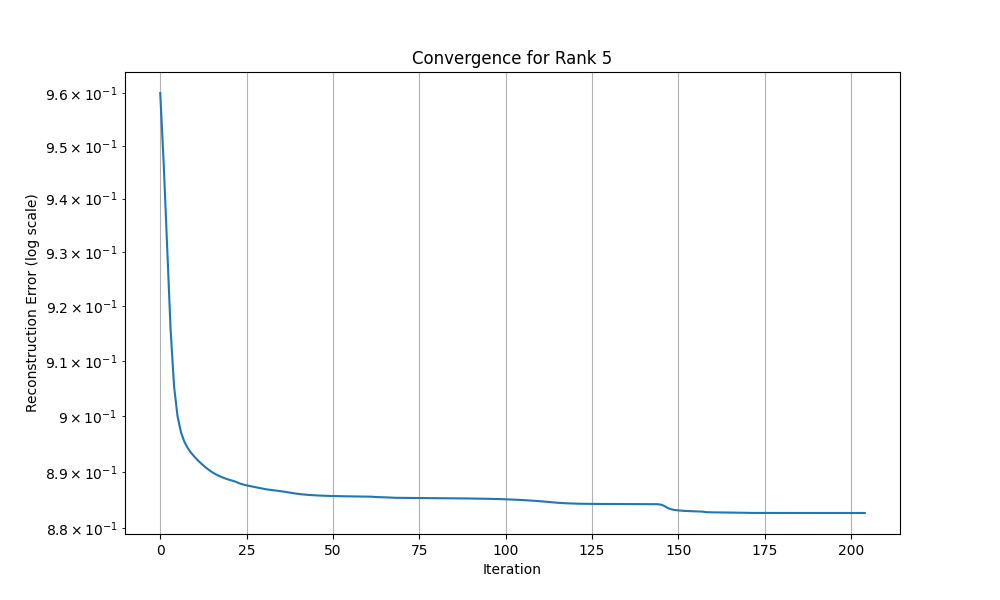 Convergence for Rank 5
Reconstruction Error (log scale)
9.6 × 10⁻¹
9.5 × 10⁻¹
9.4 × 10⁻¹
9.3 × 10⁻¹
9.2 × 10⁻¹
9.1 × 10⁻¹
9 × 10⁻¹
8.9 × 10⁻¹
8.8 × 10⁻¹
0 25 50 75 100 125 150 175 200
Iteration